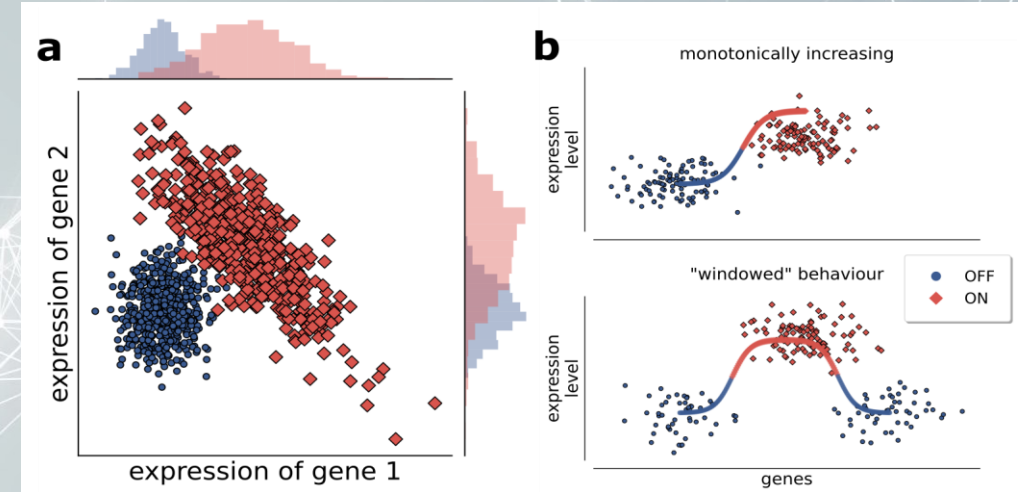 a
expression of gene 2
expression of gene 1
b
monotonically increasing
expression
level
"windowed" behaviour
expression
level
genes
OFF
ON